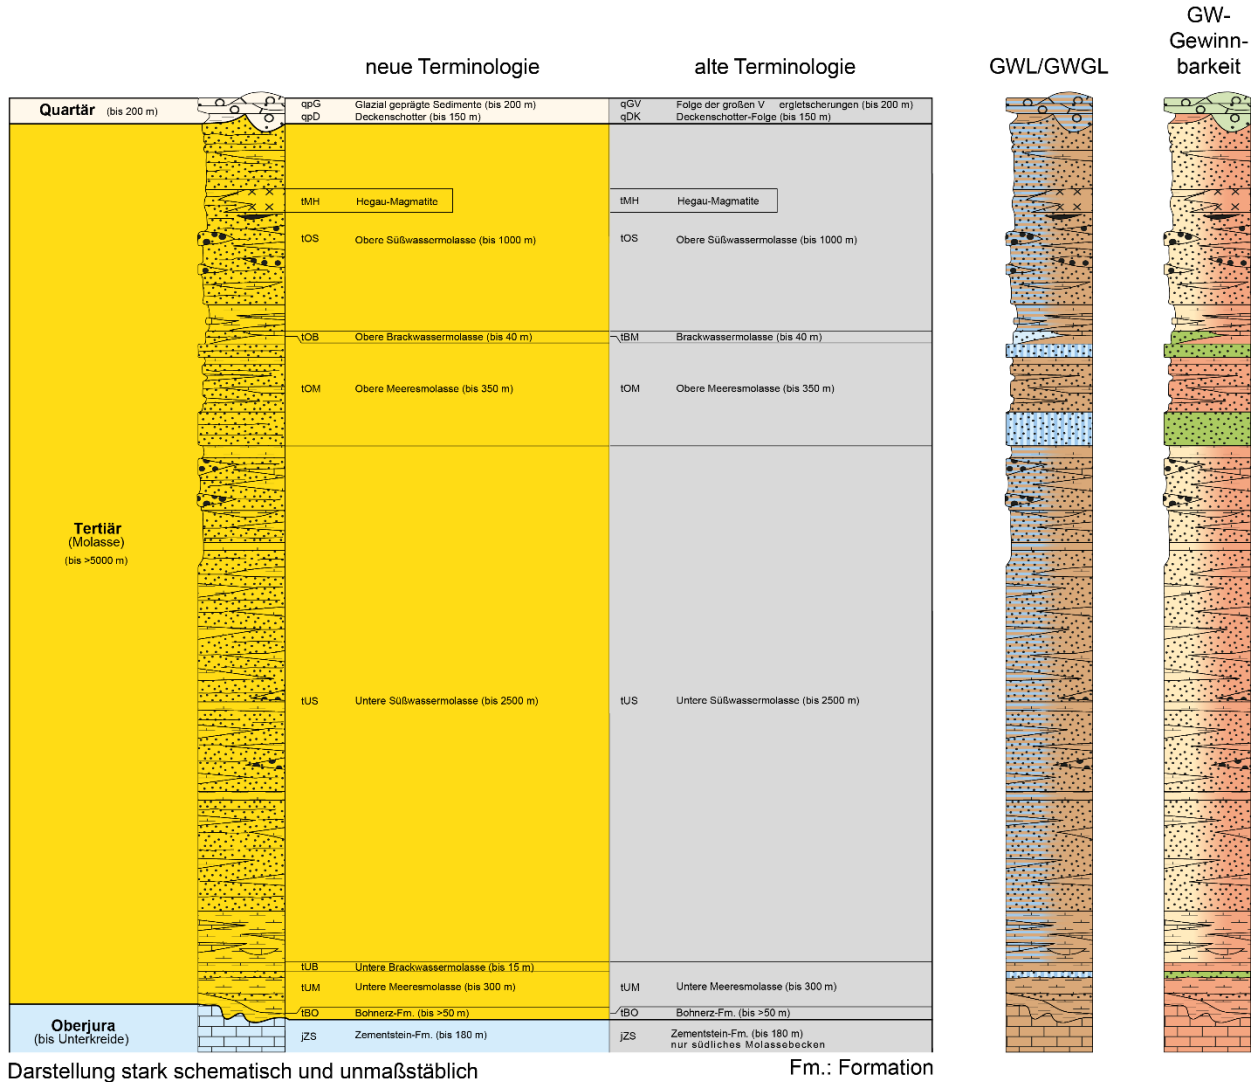 neue Terminologie
alte Terminologie
GWL/GWGL
GW-
Gewinn-
barkeit
Quartär (bis 200 m)
qpG Glazial geprägte Sedimente (bis 200 m)
qGV Folge der großen V ergletscherungen (bis 200 m)
qpD Deckenschotter (bis 150 m)
qDK Deckenschotter-Folge (bis 150 m)
tMH Hegau-Magmatite
tMH Hegau-Magmatite
tOS Obere Süßwassermolasse (bis 1000 m)
tOS Obere Süßwassermolasse (bis 1000 m)
tOB Obere Brackwassermolasse (bis 40 m)
tBM Brackwassermolasse (bis 40 m)
tOM Obere Meeresmolasse (bis 350 m)
tOM Obere Meeresmolasse (bis 350 m)
Tertiär
(Molasse)
(bis >5000 m)
tUS Untere Süßwassermolasse (bis 2500 m)
tUS Untere Süßwassermolasse (bis 2500 m)
tUB Untere Brackwassermolasse (bis 15 m)
tUM Untere Meeresmolasse (bis 300 m)
tUM Untere Meeresmolasse (bis 300 m)
tBO Bohnerz-Fm. (bis >50 m)
tBO Bohnerz-Fm. (bis >50 m)
Oberjura
(bis Unterkreide)
jZS Zementstein-Fm. (bis 180 m)
jZS Zementstein-Fm. (bis 180 m)
nur südliches Molassebecken
Darstellung stark schematisch und unmaßstäblich
Fm.: Formation